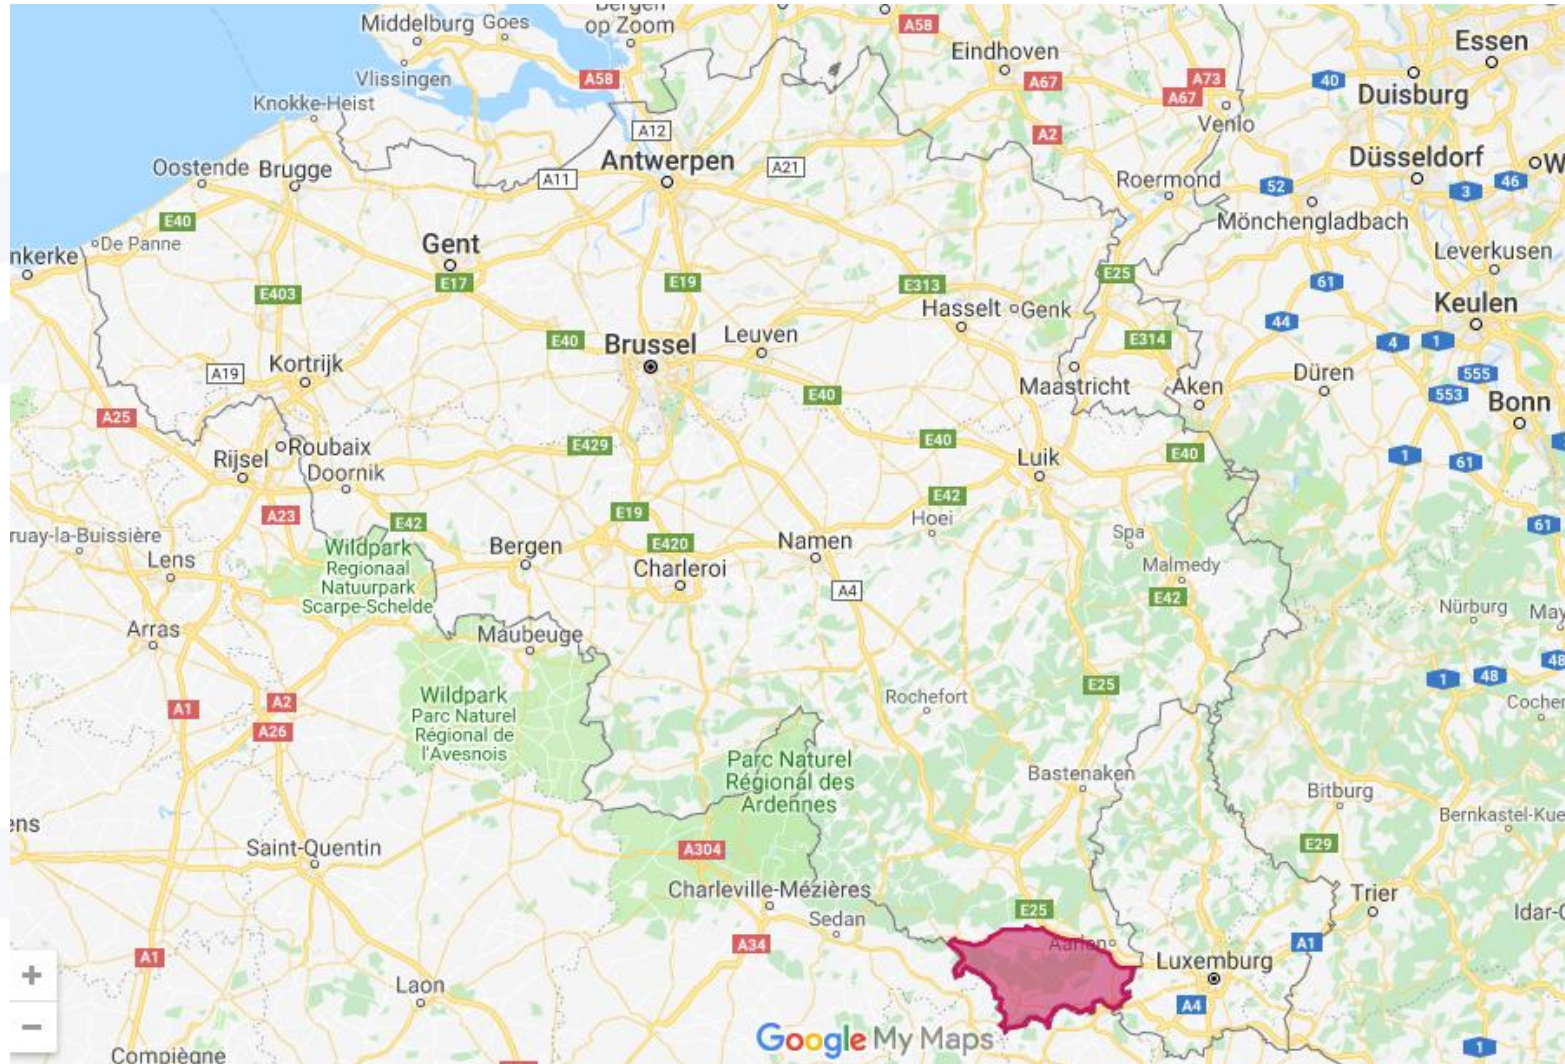 Middelburg
Goes
Bergen
op Zoom
A58
Eindhoven
Essen
Vlissingen
A58
A67
A73
A67
40
Duisburg
Knokke-Heist
A12
A2
Venlo
Oostende
Brugge
Antwerpen
A21
A11
Düsseldorf
W
Roermond
52
3
46
E40
De Panne
Mönchengladbach
Gent
nkerke
Leverkusen
E403
E17
E19
E313
E25
61
Keulen
Hasselt
Genk
44
E40
Brussel
Leuven
E314
4
1
A19
Kortrijk
Maastricht
Aken
Düren
555
553
Bonn
A25
E40
Roubaix
E429
E40
Rijsel
Doornik
Luik
E40
1
61
A23
E42
E19
E42
Hoei
61
ruay-la-Buissière
Wildpark
Regionaal
Natuurpark
Scarpe-Schelde
Lens
Bergen
E420
Charleroi
Namen
A4
Spa
Malmedy
E42
Nürburg
May
Arras
Maubeuge
Wildpark
Parc Naturel
Régional de
l'Avesnois
E25
1
48
48
A1
A2
A26
Rochefort
Cocher
Parc Naturel
Régional des
Ardennes
Bastenaken
Bitburg
Bernkastel-Kue
ens
Saint-Quentin
A304
E29
Charleville-Mézières
Trier
Sedan
E25
Idar-O
A1
A34
Aarlen
A1
Luxemburg
Laon
A4
+
−
Google My Maps
1
Compiègne